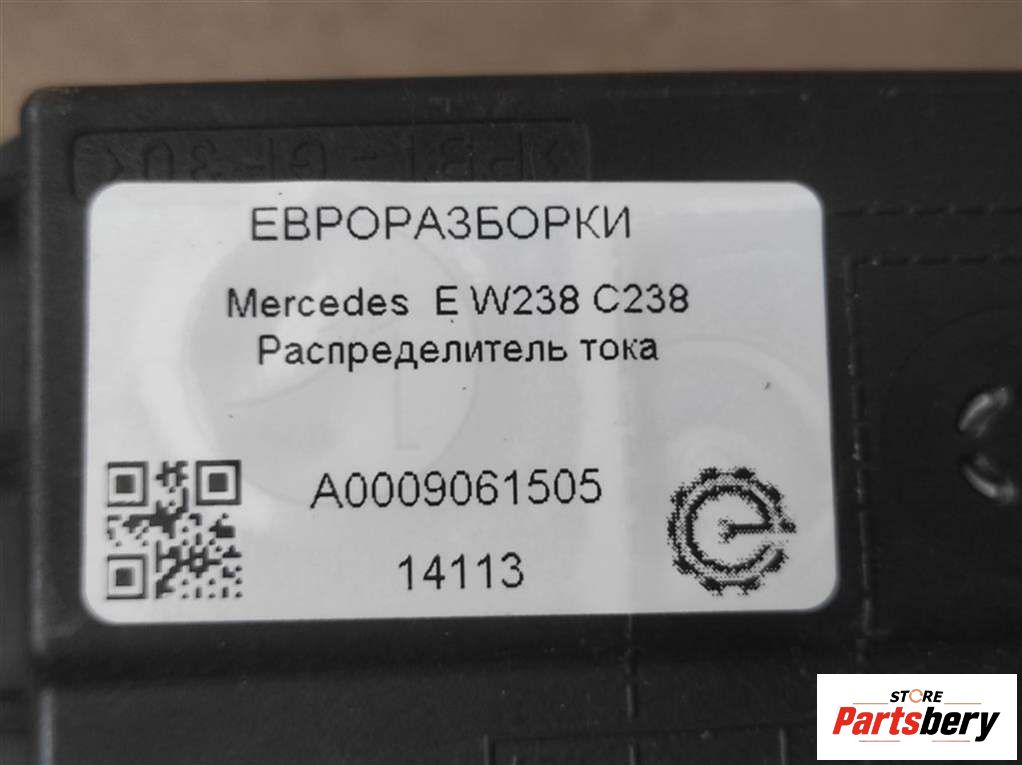 ЕВРОРАЗБОРКИ
Mercedes E W238 C238
Распределитель тока
A0009061505
14113
STORE
Partsbery